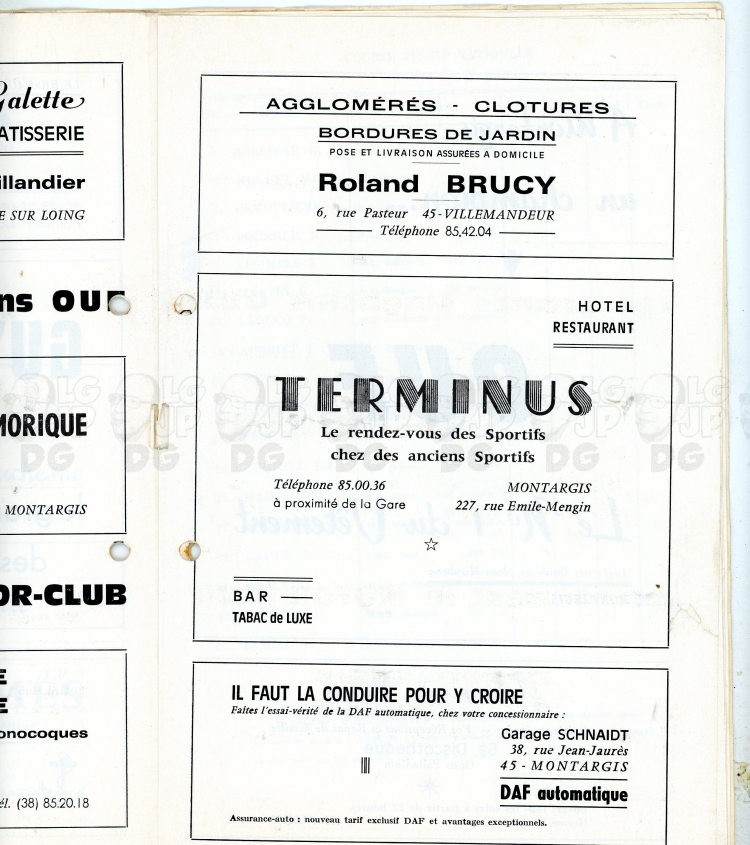 Galette
ATISSERIE
illandier
E SUR LOING
ns OUE
MORIQUE
MONTARGIS
OR-CLUB
E
E
onocoques
él. (38) 85.20.18
AGGLOMÉRÉS - CLOTURES
BORDURES DE JARDIN
POSE ET LIVRAISON ASSURÉES A DOMICILE
Roland BRUCY
6, rue Pasteur 45-VILLEMANDEUR
Téléphone 85,42.04
HOTEL
RESTAURANT
TERMINUS
Le rendez-vous des Sportifs
chez des anciens Sportifs
Téléphone 85.00.36
à proximité de la Gare
MONTARGIS
227, rue Emile-Mengin
BAR
TABAC de LUXE
IL FAUT LA CONDUIRE POUR Y CROIRE
Faites l'essai-vérité de la DAF automatique, chez votre concessionnaire :
Garage SCHNAIDT
38, rue Jean-Jaurès
45 - MONTARGIS
DAF automatique
Assurance-auto : nouveau tarif exclusif DAF et avantages exceptionnels.